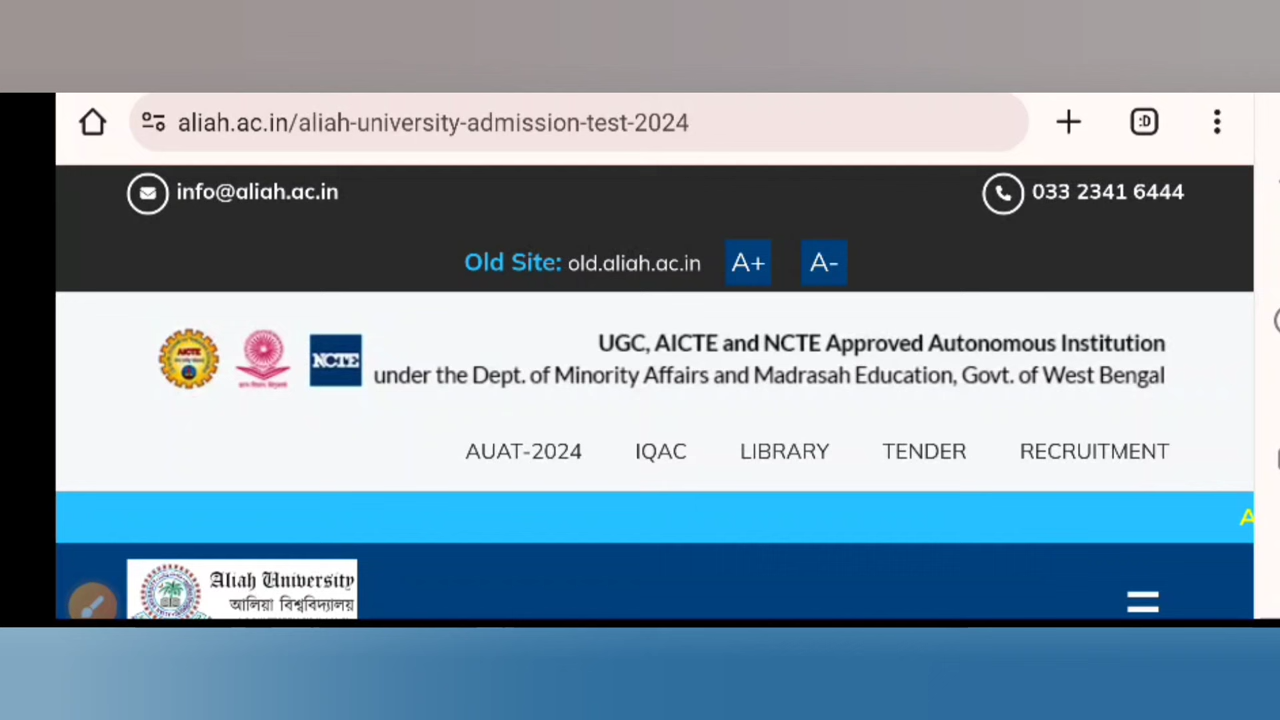 aliah.ac.in/aliah-university-admission-test-2024
:D
info@aliah.ac.in
033 2341 6444
Old Site: old.aliah.ac.in A+ A-
AICTE
NCTE
UGC, AICTE and NCTE Approved Autonomous Institution
under the Dept. of Minority Affairs and Madrasah Education, Govt. of West Bengal
AUAT-2024 IQAC LIBRARY TENDER RECRUITMENT
A
Aliah University
আলিয়া বিশ্ববিদ্যালয়